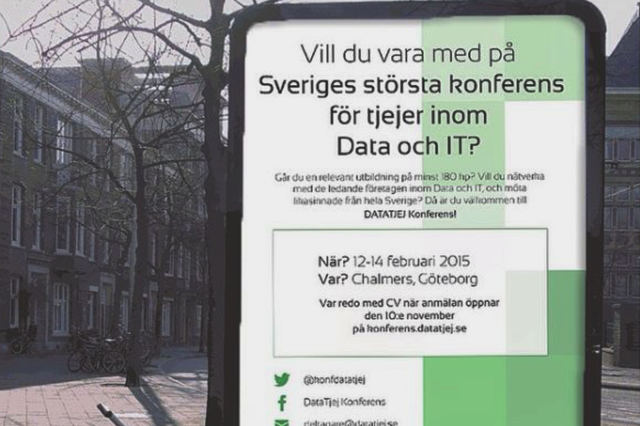 Vill du vara med på
Sveriges största konferens
för tjejer inom
Data och IT?
Går du en relevant utbildning på minst 180 hp? Vill du nätverka
med de ledande företagen inom Data och IT, och möta
likasinnade från hela Sverige? Då är du välkommen till
DATATJEJ Konferens!
När? 12-14 februari 2015
Var? Chalmers, Göteborg
Var redo med CV när anmälan öppnar
den 10:e november
på konferens.datatjej.se
@konfdatatjej
DataTjej Konferens
deltagare@datatjej.se